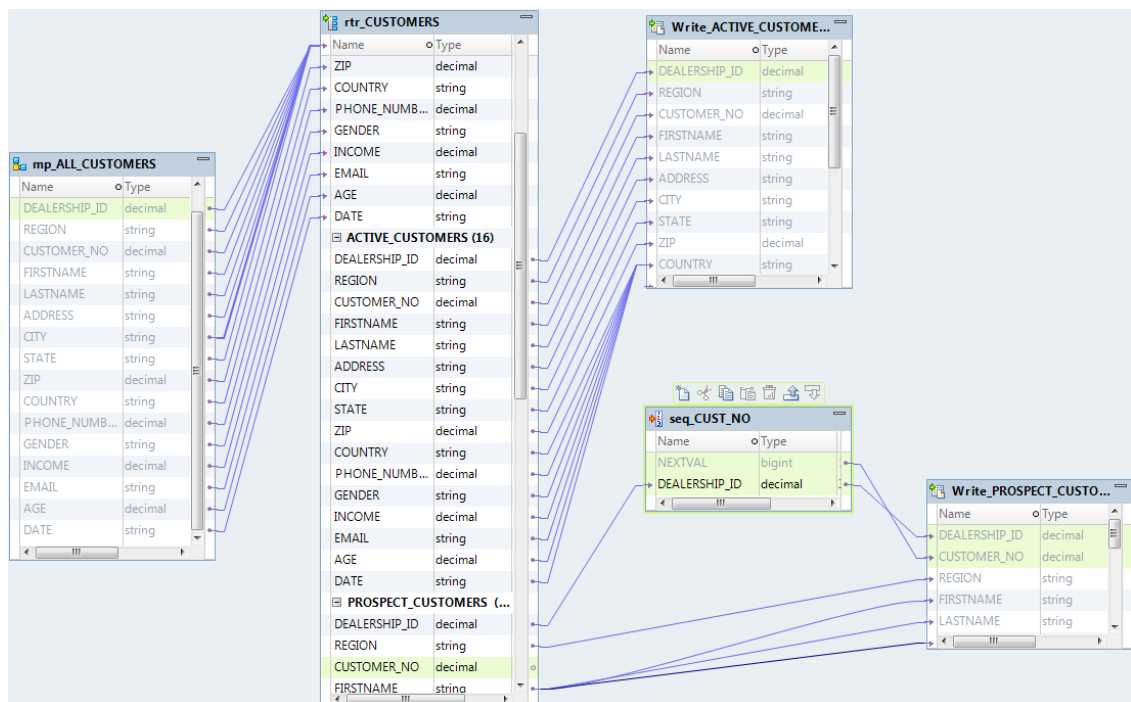 mp_ALL_CUSTOMERS
Name Type
DEALERSHIP_ID decimal
REGION string
CUSTOMER_NO decimal
FIRSTNAME string
LASTNAME string
ADDRESS string
CITY string
STATE string
ZIP decimal
COUNTRY string
PHONE_NUMB... decimal
GENDER string
INCOME decimal
EMAIL string
AGE decimal
DATE string
rtr_CUSTOMERS
Name Type
ZIP decimal
COUNTRY string
PHONE_NUMB... decimal
GENDER string
INCOME decimal
EMAIL string
AGE decimal
DATE string
ACTIVE_CUSTOMERS (16)
DEALERSHIP_ID decimal
REGION string
CUSTOMER_NO decimal
FIRSTNAME string
LASTNAME string
ADDRESS string
CITY string
STATE string
ZIP decimal
COUNTRY string
PHONE_NUMB... decimal
GENDER string
INCOME decimal
EMAIL string
AGE decimal
DATE string
PROSPECT_CUSTOMERS (...
DEALERSHIP_ID decimal
REGION string
CUSTOMER_NO decimal
FIRSTNAME string
Write_ACTIVE_CUSTOME...
Name Type
DEALERSHIP_ID decimal
REGION string
CUSTOMER_NO decimal
FIRSTNAME string
LASTNAME string
ADDRESS string
CITY string
STATE string
ZIP decimal
COUNTRY string
seq_CUST_NO
Name Type
NEXTVAL bigint
DEALERSHIP_ID decimal
Write_PROSPECT_CUSTO...
Name Type
DEALERSHIP_ID decimal
CUSTOMER_NO decimal
REGION string
FIRSTNAME string
LASTNAME string